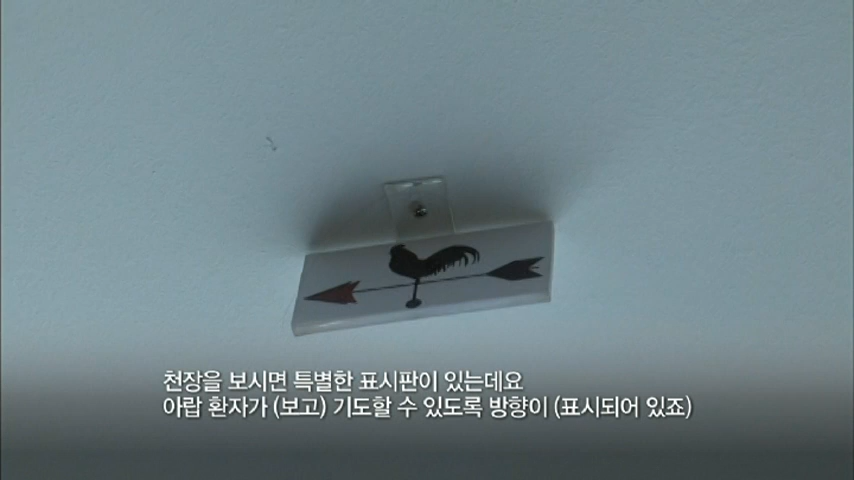 천장을 보시면 특별한 표시판이 있는데요
아랍 환자가 (보고) 기도할 수 있도록 방향이 (표시되어 있죠)